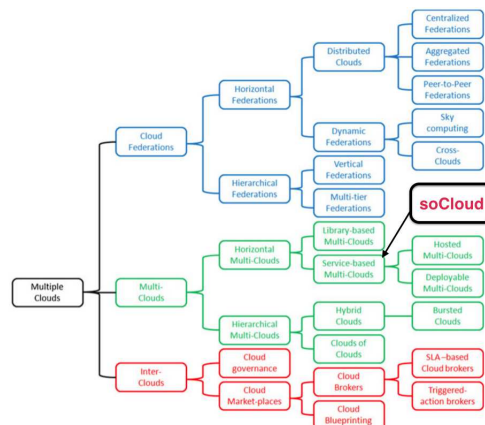 Centralized
Federations
Distributed
Clouds
Aggregated
Federations
Horizontal
Federations
Peer-to-Peer
Federations
Cloud
Federations
Dynamic
Federations
Sky
computing
Cross-
Clouds
Hierarchical
Federations
Vertical
Federations
Multi-tier
Federations
soCloud
Library-based
Multi-Clouds
Horizontal
Multi-Clouds
Service-based
Multi-Clouds
Hosted
Multi-Clouds
Deployable
Multi-Clouds
Multiple
Clouds
Multi-
Clouds
Hierarchical
Multi-Clouds
Hybrid
Clouds
Bursted
Clouds
Clouds of
Clouds
Inter-
Clouds
Cloud
governance
Cloud
Market-places
Cloud
Brokers
SLA–based
Cloud brokers
Triggered-
action brokers
Cloud
Blueprinting